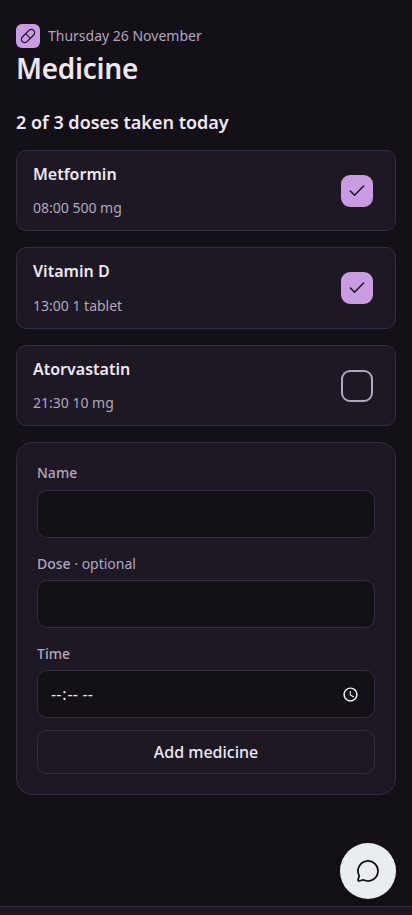 Thursday 26 November
Medicine
2 of 3 doses taken today
Metformin
08:00 500 mg
Vitamin D
13:00 1 tablet
Atorvastatin
21:30 10 mg
Name
Dose · optional
Time
--:-- --
Add medicine